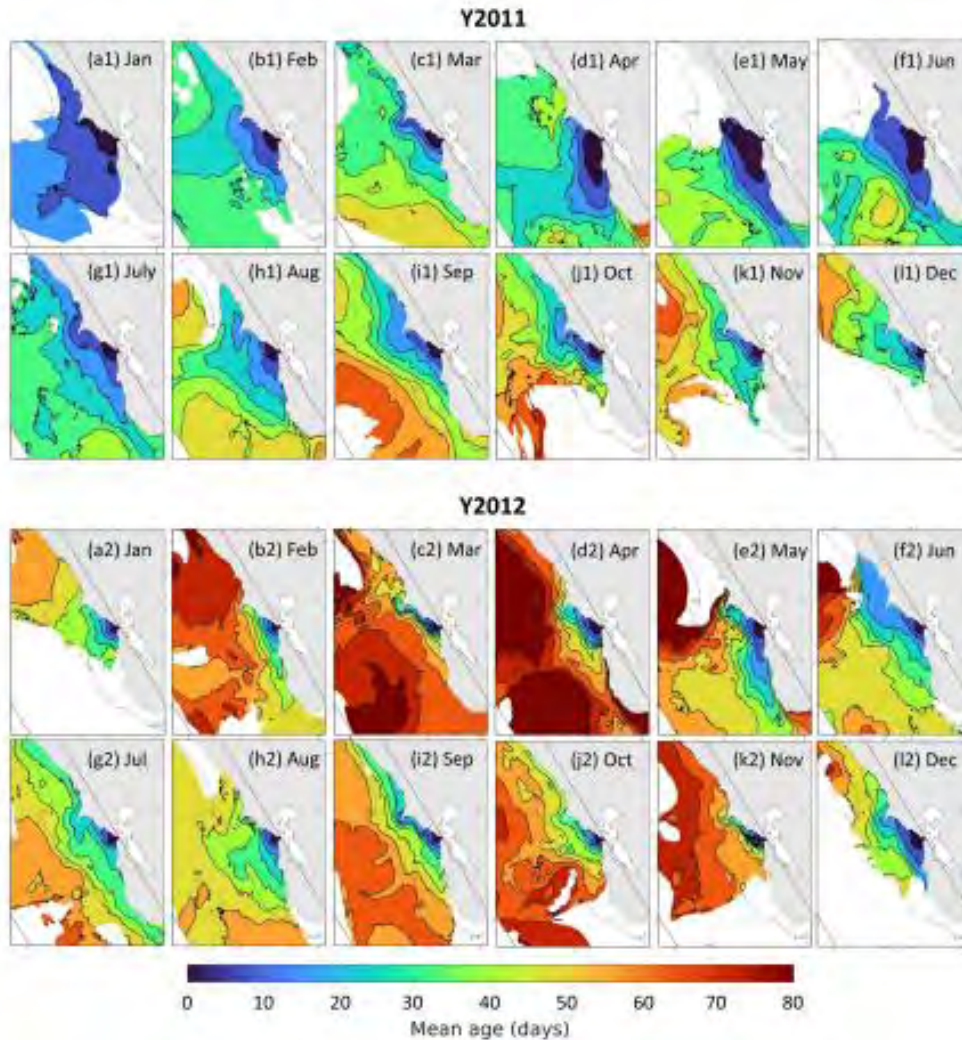 Y2011
(a1) Jan (b1) Feb (c1) Mar (d1) Apr (e1) May (f1) Jun
(g1) July (h1) Aug (i1) Sep (j1) Oct (k1) Nov (l1) Dec
Y2012
(a2) Jan (b2) Feb (c2) Mar (d2) Apr (e2) May (f2) Jun
(g2) Jul (h2) Aug (i2) Sep (j2) Oct (k2) Nov (l2) Dec
0 10 20 30 40 50 60 70 80
Mean age (days)